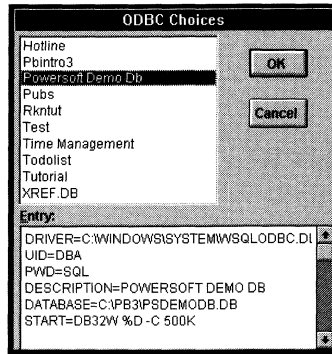 ODBC Choices
Hotline
Pbintro3
Powersoft Demo Db
Pubs
Rkntut
Test
Time Management
Todolist
Tutorial
XREF.DB
OK
Cancel
Entry:
DRIVER=C:\WINDOWS\SYSTEM\WSQLODBC.DL
UID=DBA
PWD=SQL
DESCRIPTION=POWERSOFT DEMO DB
DATABASE=C:\PB3\PSDEMODB.DB
START=DB32W %D -C 500K